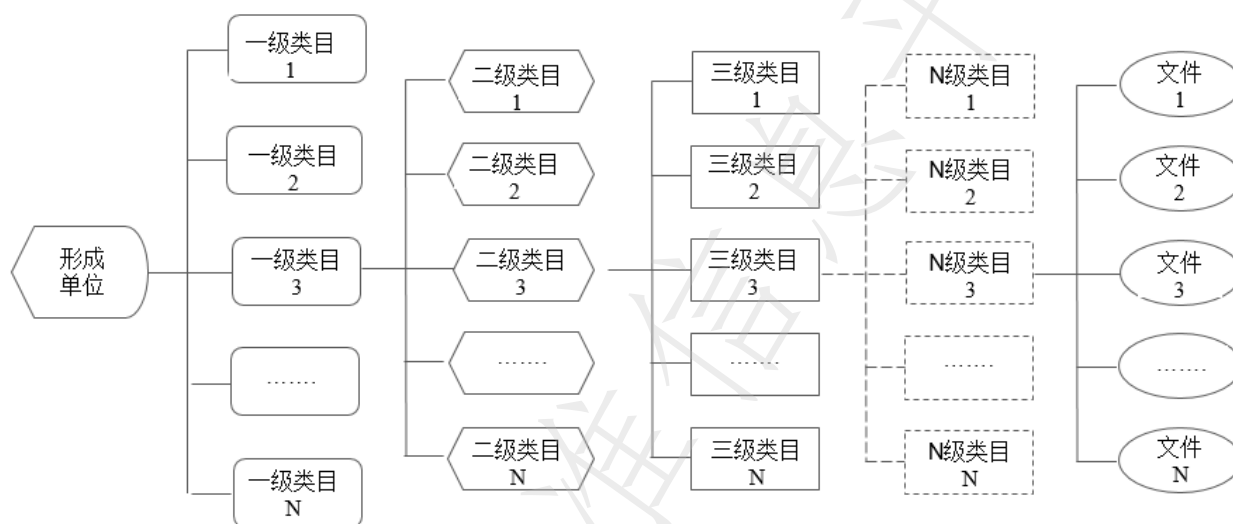 形成
单位
一级类目
1
一级类目
2
一级类目
3
.......
一级类目
N
二级类目
1
二级类目
2
二级类目
3
.......
二级类目
N
三级类目
1
三级类目
2
三级类目
3
.......
三级类目
N
N级类目
1
N级类目
2
N级类目
3
.......
N级类目
N
文件
1
文件
2
文件
3
.......
文件
N